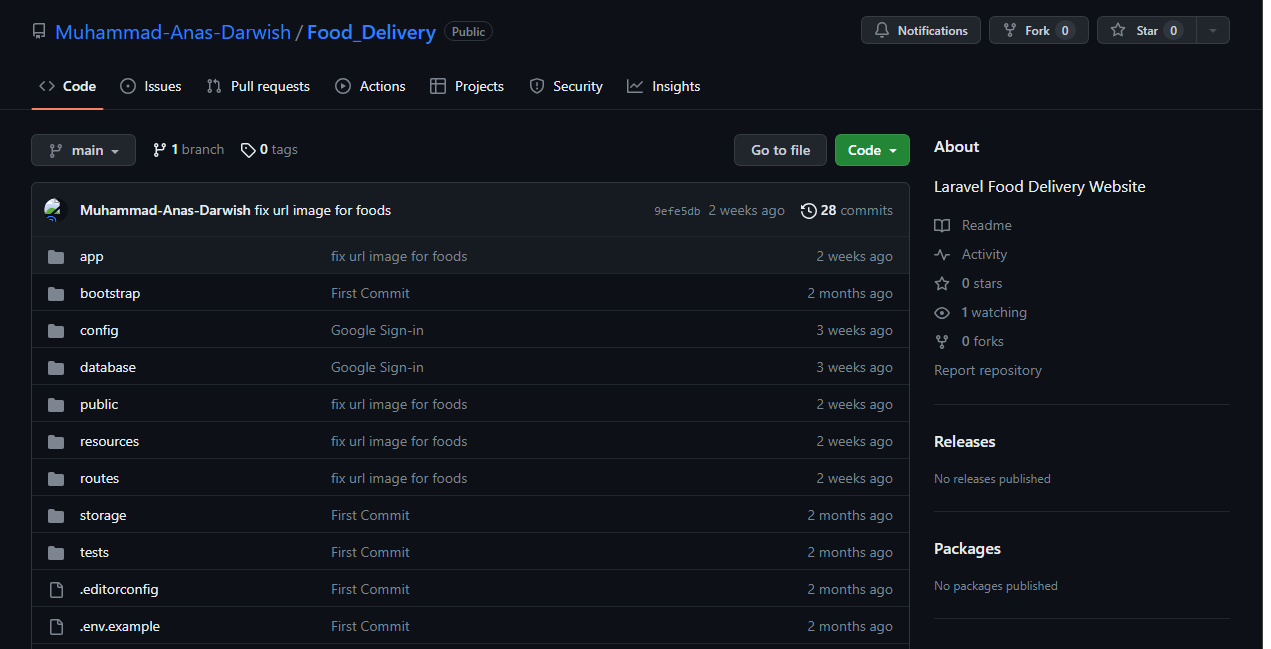 Muhammad-Anas-Darwish / Food_Delivery Public
Notifications
Fork 0
Star 0
Code
Issues
Pull requests
Actions
Projects
Security
Insights
main
1 branch
0 tags
Go to file
Code
Muhammad-Anas-Darwish fix url image for foods 9efe5db 2 weeks ago 28 commits
app fix url image for foods 2 weeks ago
bootstrap First Commit 2 months ago
config Google Sign-in 3 weeks ago
database Google Sign-in 3 weeks ago
public fix url image for foods 2 weeks ago
resources fix url image for foods 2 weeks ago
routes fix url image for foods 2 weeks ago
storage First Commit 2 months ago
tests First Commit 2 months ago
.editorconfig First Commit 2 months ago
.env.example First Commit 2 months ago
About
Laravel Food Delivery Website
Readme
Activity
0 stars
1 watching
0 forks
Report repository
Releases
No releases published
Packages
No packages published